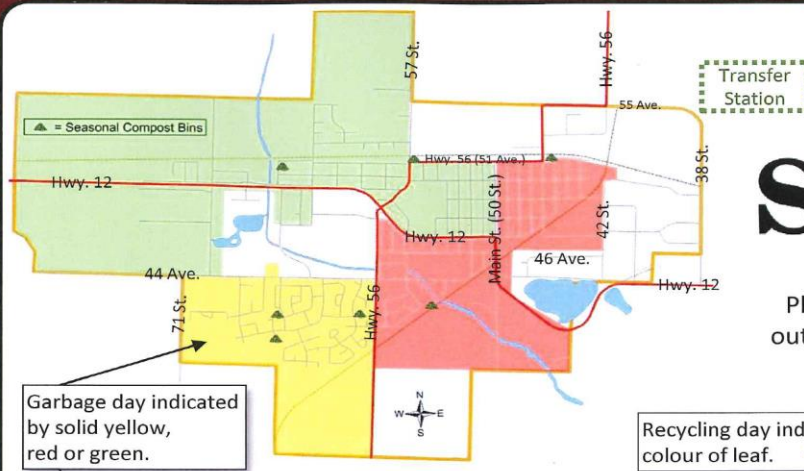 57 St.
Hwy. 56
Transfer
Station
55 Ave.
= Seasonal Compost Bins
Hwy. 56 (51 Ave.)
38 St.
Hwy. 12
Main St. (50 St.)
42 St.
Hwy. 12
46 Ave.
44 Ave.
Hwy. 12
71 St.
Hwy. 56
Garbage day indicated
by solid yellow,
red or green.
N
W E
S
S
Pl
out
Recycling day ind
colour of leaf.